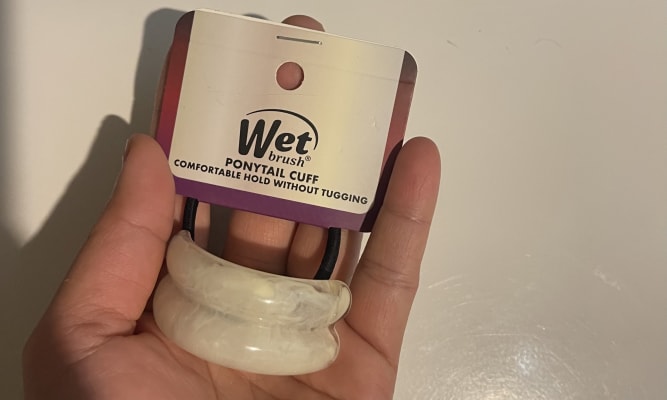 Wet
brush®
PONYTAIL CUFF
COMFORTABLE HOLD WITHOUT TUGGING